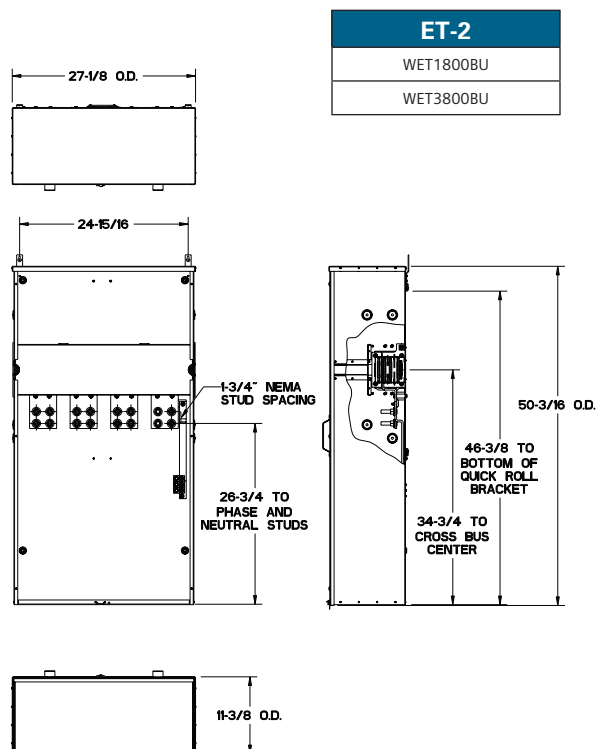 ET-2
WET1800BU
WET3800BU
27-1/8 O.D.
24-15/16
1-3/4" NEMA
STUD SPACING
26-3/4 TO
PHASE AND
NEUTRAL STUDS
50-3/16 O.D.
46-3/8 TO
BOTTOM OF
QUICK ROLL
BRACKET
34-3/4 TO
CROSS BUS
CENTER
11-3/8 O.D.